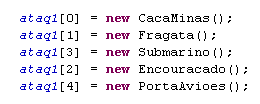 ataq1[0] = new CacaMinas();
ataq1[1] = new Fragata();
ataq1[3] = new Submarino();
ataq1[2] = new Encouracado();
ataq1[4] = new PortaAvioes();